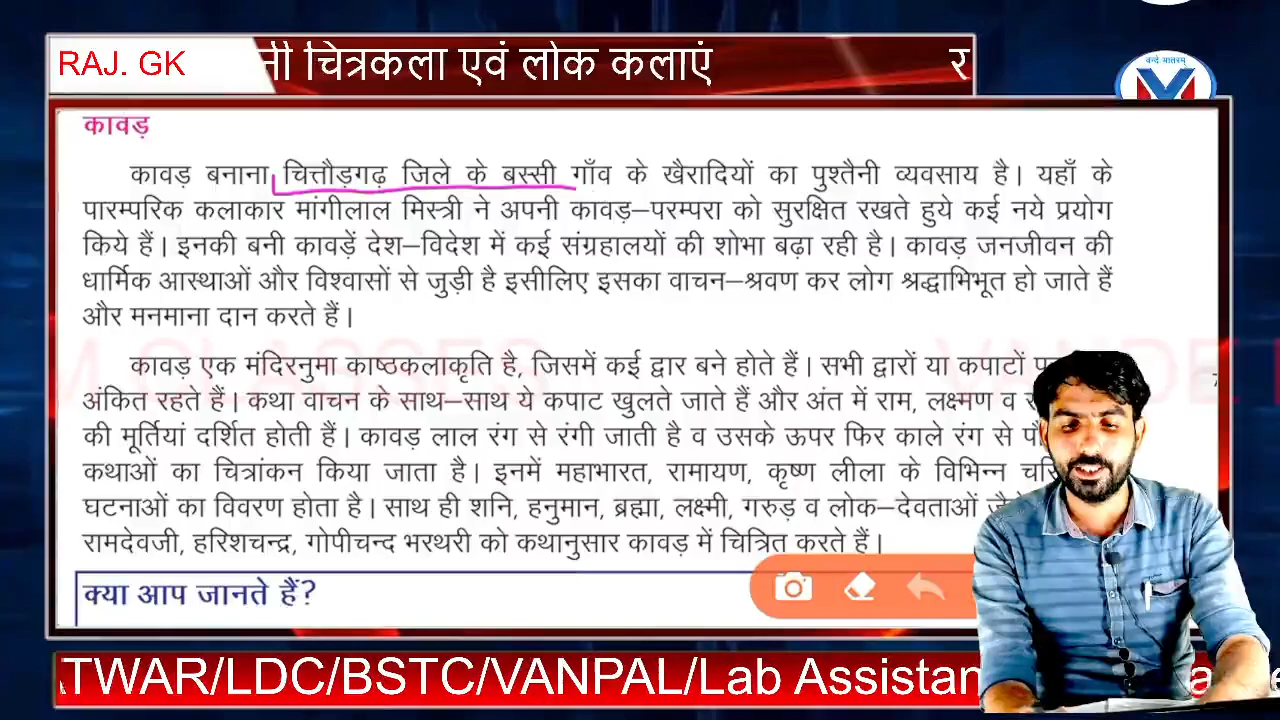 RAJ. GK
नी चित्रकला एवं लोक कलाएं
र
वन्दे मातरम्
कावड़
कावड़ बनाना चित्तौड़गढ़ जिले के बस्सी गाँव के खैरादियों का पुश्तैनी व्यवसाय है। यहाँ के
पारम्परिक कलाकार मांगीलाल मिस्त्री ने अपनी कावड़–परम्परा को सुरक्षित रखते हुये कई नये प्रयोग
किये हैं। इनकी बनी कावड़ें देश–विदेश में कई संग्रहालयों की शोभा बढ़ा रही है। कावड़ जनजीवन की
धार्मिक आस्थाओं और विश्वासों से जुड़ी है इसीलिए इसका वाचन–श्रवण कर लोग श्रद्धाभिभूत हो जाते हैं
और मनमाना दान करते हैं।
कावड़ एक मंदिरनुमा काष्ठकलाकृति है, जिसमें कई द्वार बने होते हैं। सभी द्वारों या कपाटों
अंकित रहते हैं। कथा वाचन के साथ–साथ ये कपाट खुलते जाते हैं और अंत में राम, लक्ष्मण व
की मूर्तियां दर्शित होती हैं। कावड़ लाल रंग से रंगी जाती है व उसके ऊपर फिर काले रंग से
कथाओं का चित्रांकन किया जाता है। इनमें महाभारत, रामायण, कृष्ण लीला के विभिन्न
घटनाओं का विवरण होता है। साथ ही शनि, हनुमान, ब्रह्मा, लक्ष्मी, गरुड़ व लोक–देवताओं
रामदेवजी, हरिशचन्द्र, गोपीचन्द भरथरी को कथानुसार कावड़ में चित्रित करते हैं।
क्या आप जानते हैं?
ATWAR/LDC/BSTC/VANPAL/Lab Assistan